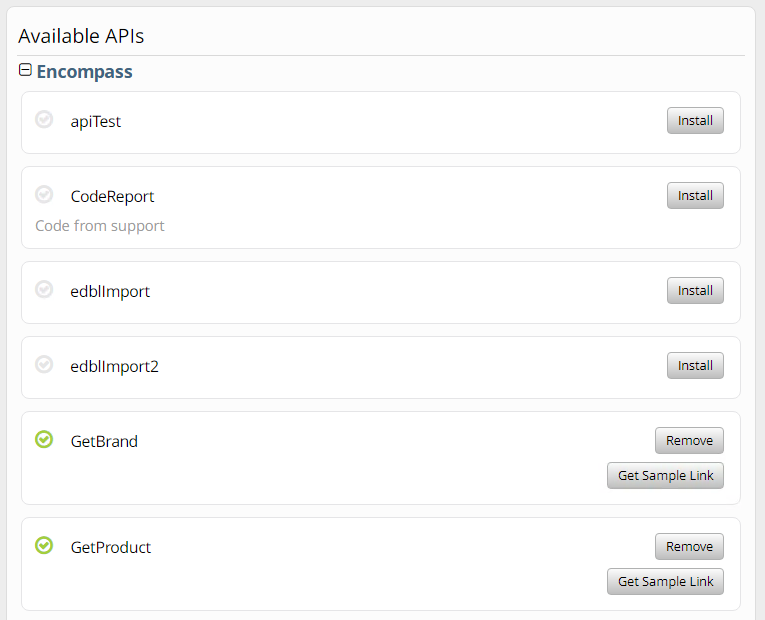 Available APIs
Encompass
apiTest
Install
CodeReport
Install
Code from support
edblImport
Install
edblImport2
Install
GetBrand
Remove
Get Sample Link
GetProduct
Remove
Get Sample Link